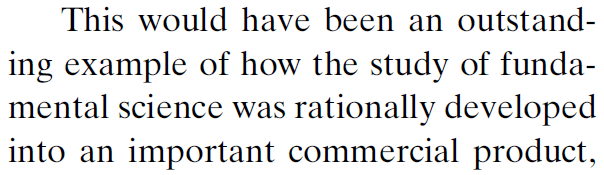 This would have been an outstand-
ing example of how the study of funda-
mental science was rationally developed
into an important commercial product,